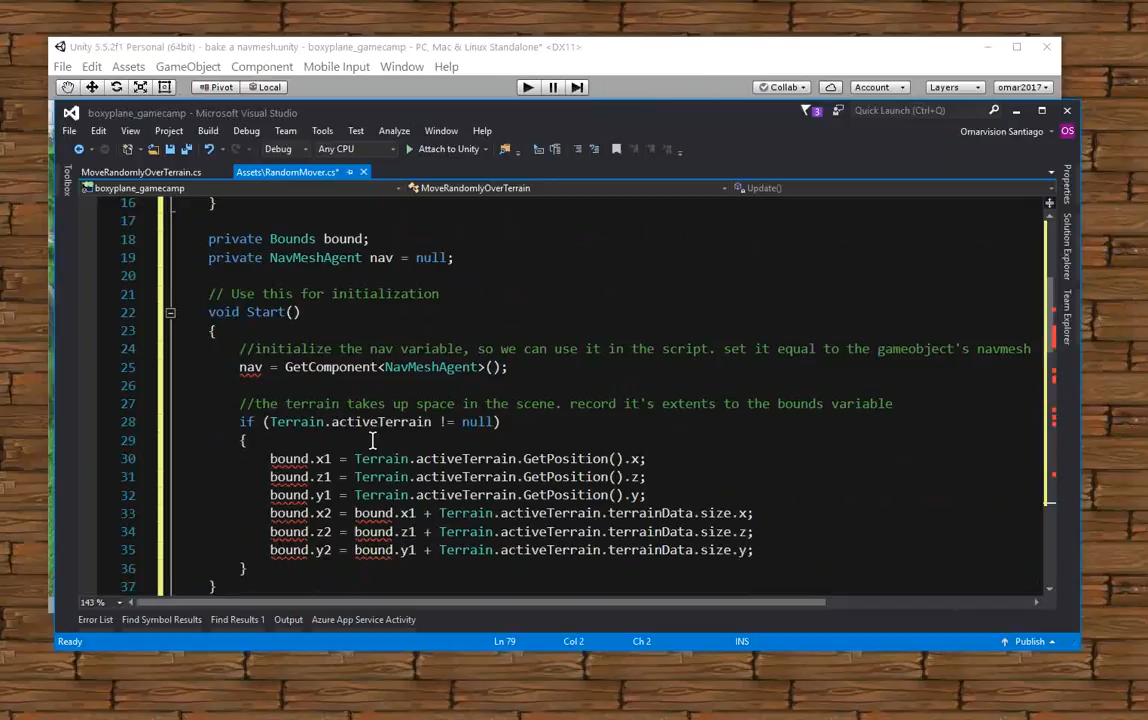 Unity 5.5.2f1 Personal (64bit) - bake a navmesh.unity - boxyplane_gamecamp - PC, Mac & Linux Standalone* <DX11>
File Edit Assets GameObject Component Mobile Input Window Help
Pivot Local Collab Account Layers omar2017
boxyplane_gamecamp - Microsoft Visual Studio 3 Quick Launch (Ctrl+Q)
File Edit View Project Build Debug Team Tools Test Analyze Window Help Omarvision Santiago OS
Debug Any CPU Attach to Unity
Toolbox
MoveRandomlyOverTerrain.cs Assets\RandomMover.cs*
boxyplane_gamecamp MoveRandomlyOverTerrain Update()
16 }
17
18 private Bounds bound;
19 private NavMeshAgent nav = null;
20
21 // Use this for initialization
22 void Start()
23 {
24 //initialize the nav variable, so we can use it in the script. set it equal to the gameobject's navmesh
25 nav = GetComponent<NavMeshAgent>();
26
27 //the terrain takes up space in the scene. record it's extents to the bounds variable
28 if (Terrain.activeTerrain != null)
29 {
30 bound.x1 = Terrain.activeTerrain.GetPosition().x;
31 bound.z1 = Terrain.activeTerrain.GetPosition().z;
32 bound.y1 = Terrain.activeTerrain.GetPosition().y;
33 bound.x2 = bound.x1 + Terrain.activeTerrain.terrainData.size.x;
34 bound.z2 = bound.z1 + Terrain.activeTerrain.terrainData.size.z;
35 bound.y2 = bound.y1 + Terrain.activeTerrain.terrainData.size.y;
36 }
37 }
Properties
Solution Explorer
Team Explorer
143 %
Error List Find Symbol Results Find Results 1 Output Azure App Service Activity
Ready Ln 79 Col 2 Ch 2 INS Publish